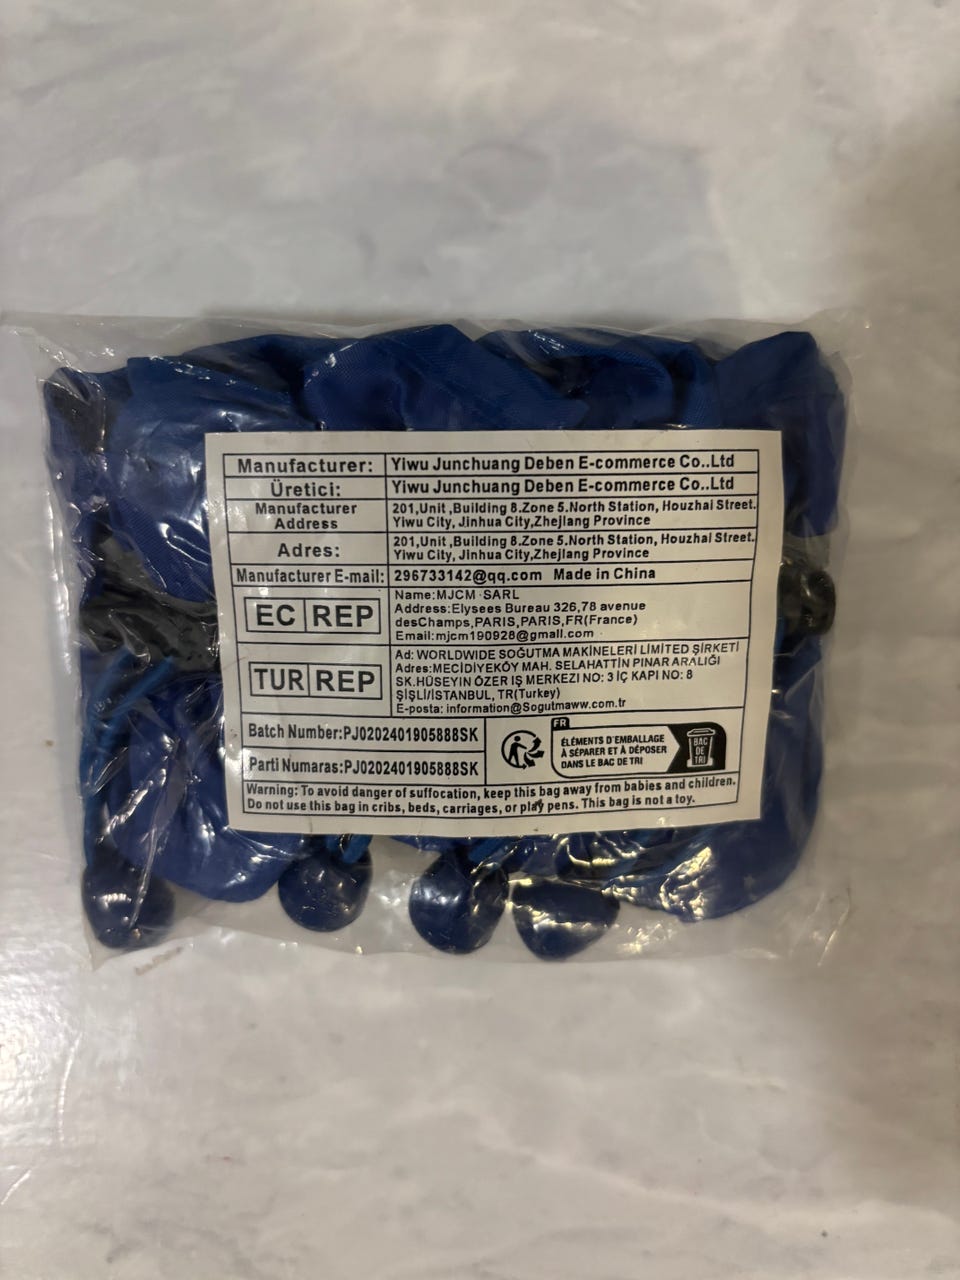 Manufacturer: Yiwu Junchuang Deben E-commerce Co..Ltd
Üretici: Yiwu Junchuang Deben E-commerce Co..Ltd
Manufacturer Address
201,Unit ,Building 8.Zone 5.North Station, Houzhai Street.
Yiwu City, Jinhua City,Zhejiang Province
Adres:
201,Unit ,Building 8.Zone 5.North Station, Houzhai Street.
Yiwu City, Jinhua City,Zhejiang Province
Manufacturer E-mail: 296733142@qq.com Made in China
EC REP
Name:MJCM SARL
Address:Elysees Bureau 326,78 avenue
desChamps,PARIS,PARIS,FR(France)
Email:mjcm190928@gmail.com
TUR REP
Ad: WORLDWIDE SOĞUTMA MAKİNELERİ LİMİTED ŞİRKETİ
Adres:MECİDİYEKÖY MAH. SELAHATTİN PINAR ARALIĞI
SK.HÜSEYIN ÖZER IŞ MERKEZI NO: 3 İÇ KAPI NO: 8
ŞİŞLİ/İSTANBUL, TR(Turkey)
E-posta: information@Sogutmaww.com.tr
Batch Number:PJ0202401905888SK
Parti Numaras:PJ0202401905888SK
FR
ÉLÉMENTS D'EMBALLAGE
À SÉPARER ET À DÉPOSER
DANS LE BAC DE TRI
BAC
DE
TRI
Warning: To avoid danger of suffocation, keep this bag away from babies and children.
Do not use this bag in cribs, beds, carriages, or play pens. This bag is not a toy.